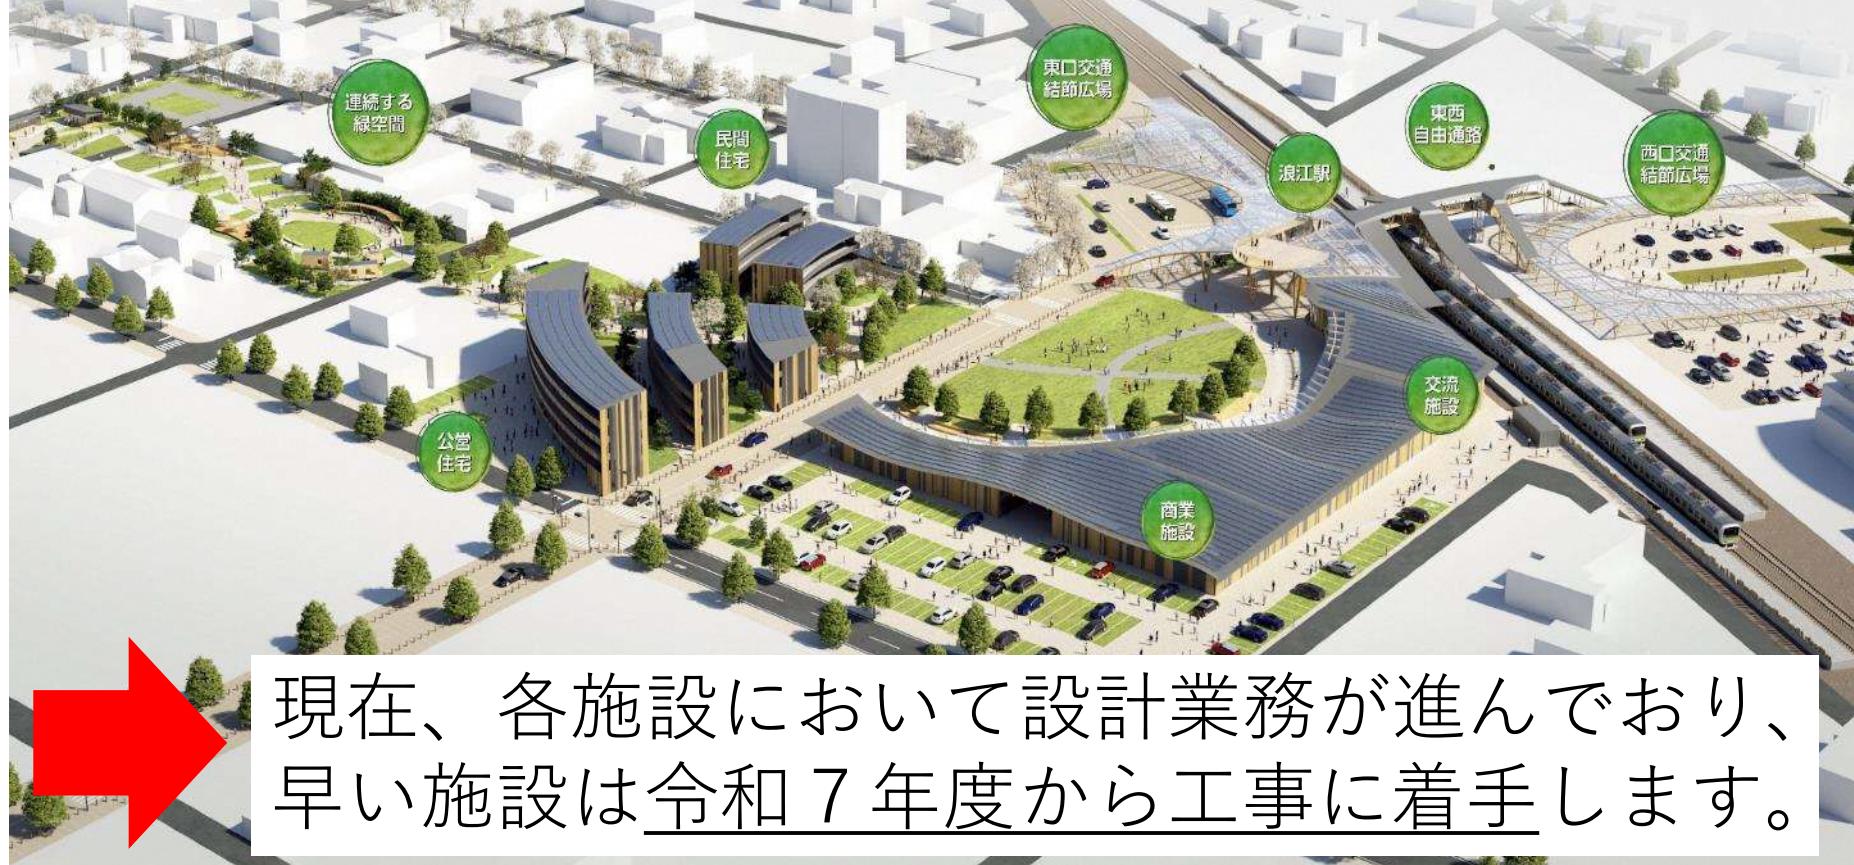 連続する
緑空間
民間
住宅
東口交通
結節広場
浪江駅
東西
自由通路
西口交通
結節広場
交流
施設
公営
住宅
商業
施設
現在、各施設において設計業務が進んでおり、
早い施設は令和７年度から工事に着手します。